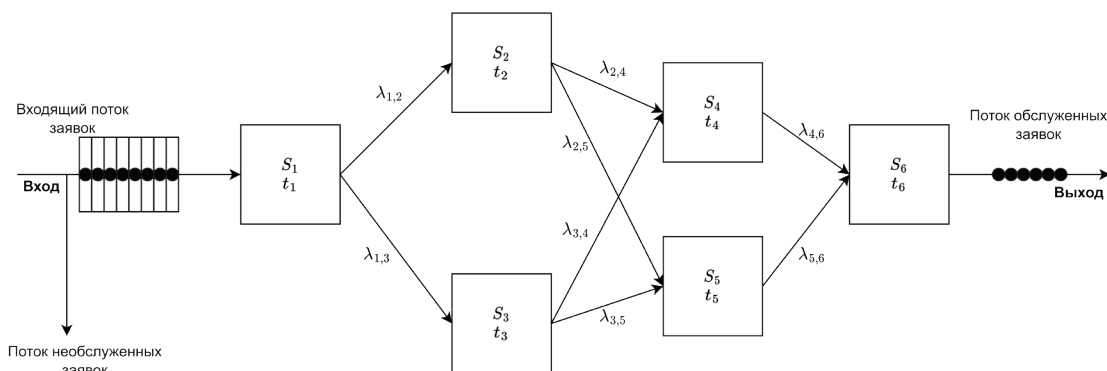 Входящий поток
заявок
Вход
Поток необслуженных
заявок
S₁
t₁
λ₁,₂
λ₁,₃
S₂
t₂
S₃
t₃
λ₂,₄
λ₂,₅
λ₃,₄
λ₃,₅
S₄
t₄
S₅
t₅
λ₄,₆
λ₅,₆
S₆
t₆
Поток обслуженных
заявок
Выход